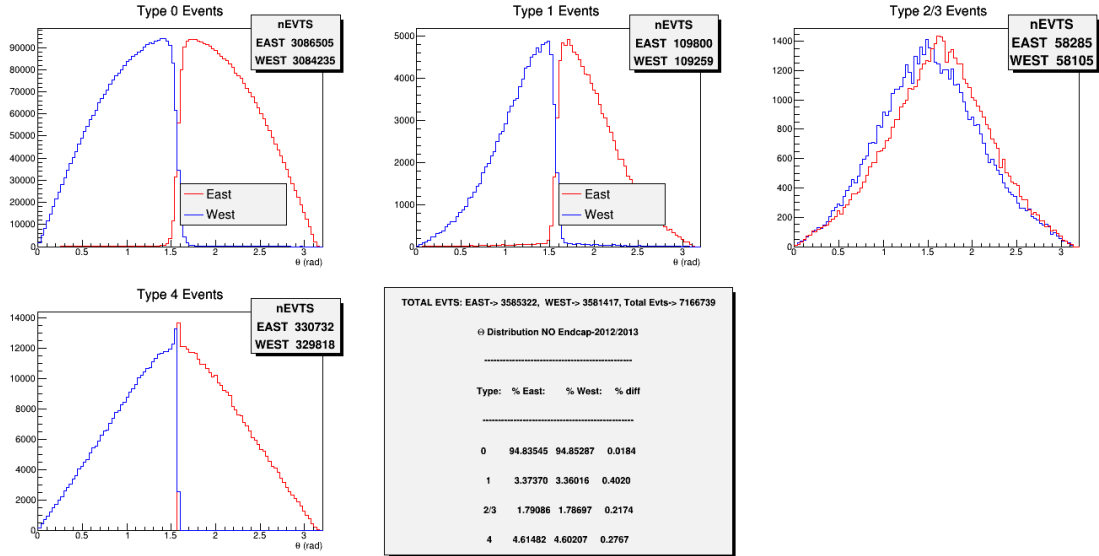 Type 0 Events
nEVTS
EAST 3086505
WEST 3084235
90000
80000
70000
60000
50000
40000
30000
20000
10000
0
East
West
0 0.5 1 1.5 2 2.5 3
θ (rad)
Type 1 Events
nEVTS
EAST 109800
WEST 109259
5000
4000
3000
2000
1000
0
East
West
0 0.5 1 1.5 2 2.5 3
θ (rad)
Type 2/3 Events
nEVTS
EAST 58285
WEST 58105
1400
1200
1000
800
600
400
200
0
0 0.5 1 1.5 2 2.5 3
θ (rad)
Type 4 Events
nEVTS
EAST 330732
WEST 329818
14000
12000
10000
8000
6000
4000
2000
0
0 0.5 1 1.5 2 2.5 3
θ (rad)
TOTAL EVTS: EAST-> 3585322, WEST-> 3581417, Total Evts-> 7166739
Θ Distribution NO Endcap-2012/2013
------------------------------------------------
Type: % East: % West: % diff
------------------------------------------------
0 94.83545 94.85287 0.0184
1 3.37370 3.36016 0.4020
2/3 1.79086 1.78697 0.2174
4 4.61482 4.60207 0.2767